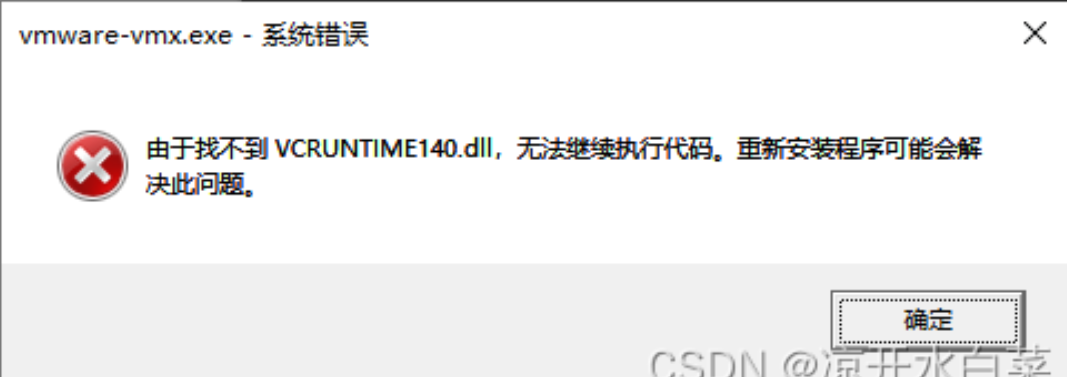 vmware-vmx.exe - 系统错误
由于找不到 VCRUNTIME140.dll，无法继续执行代码。重新安装程序可能会解
决此问题。
确定
CSDN @凉开水白菜